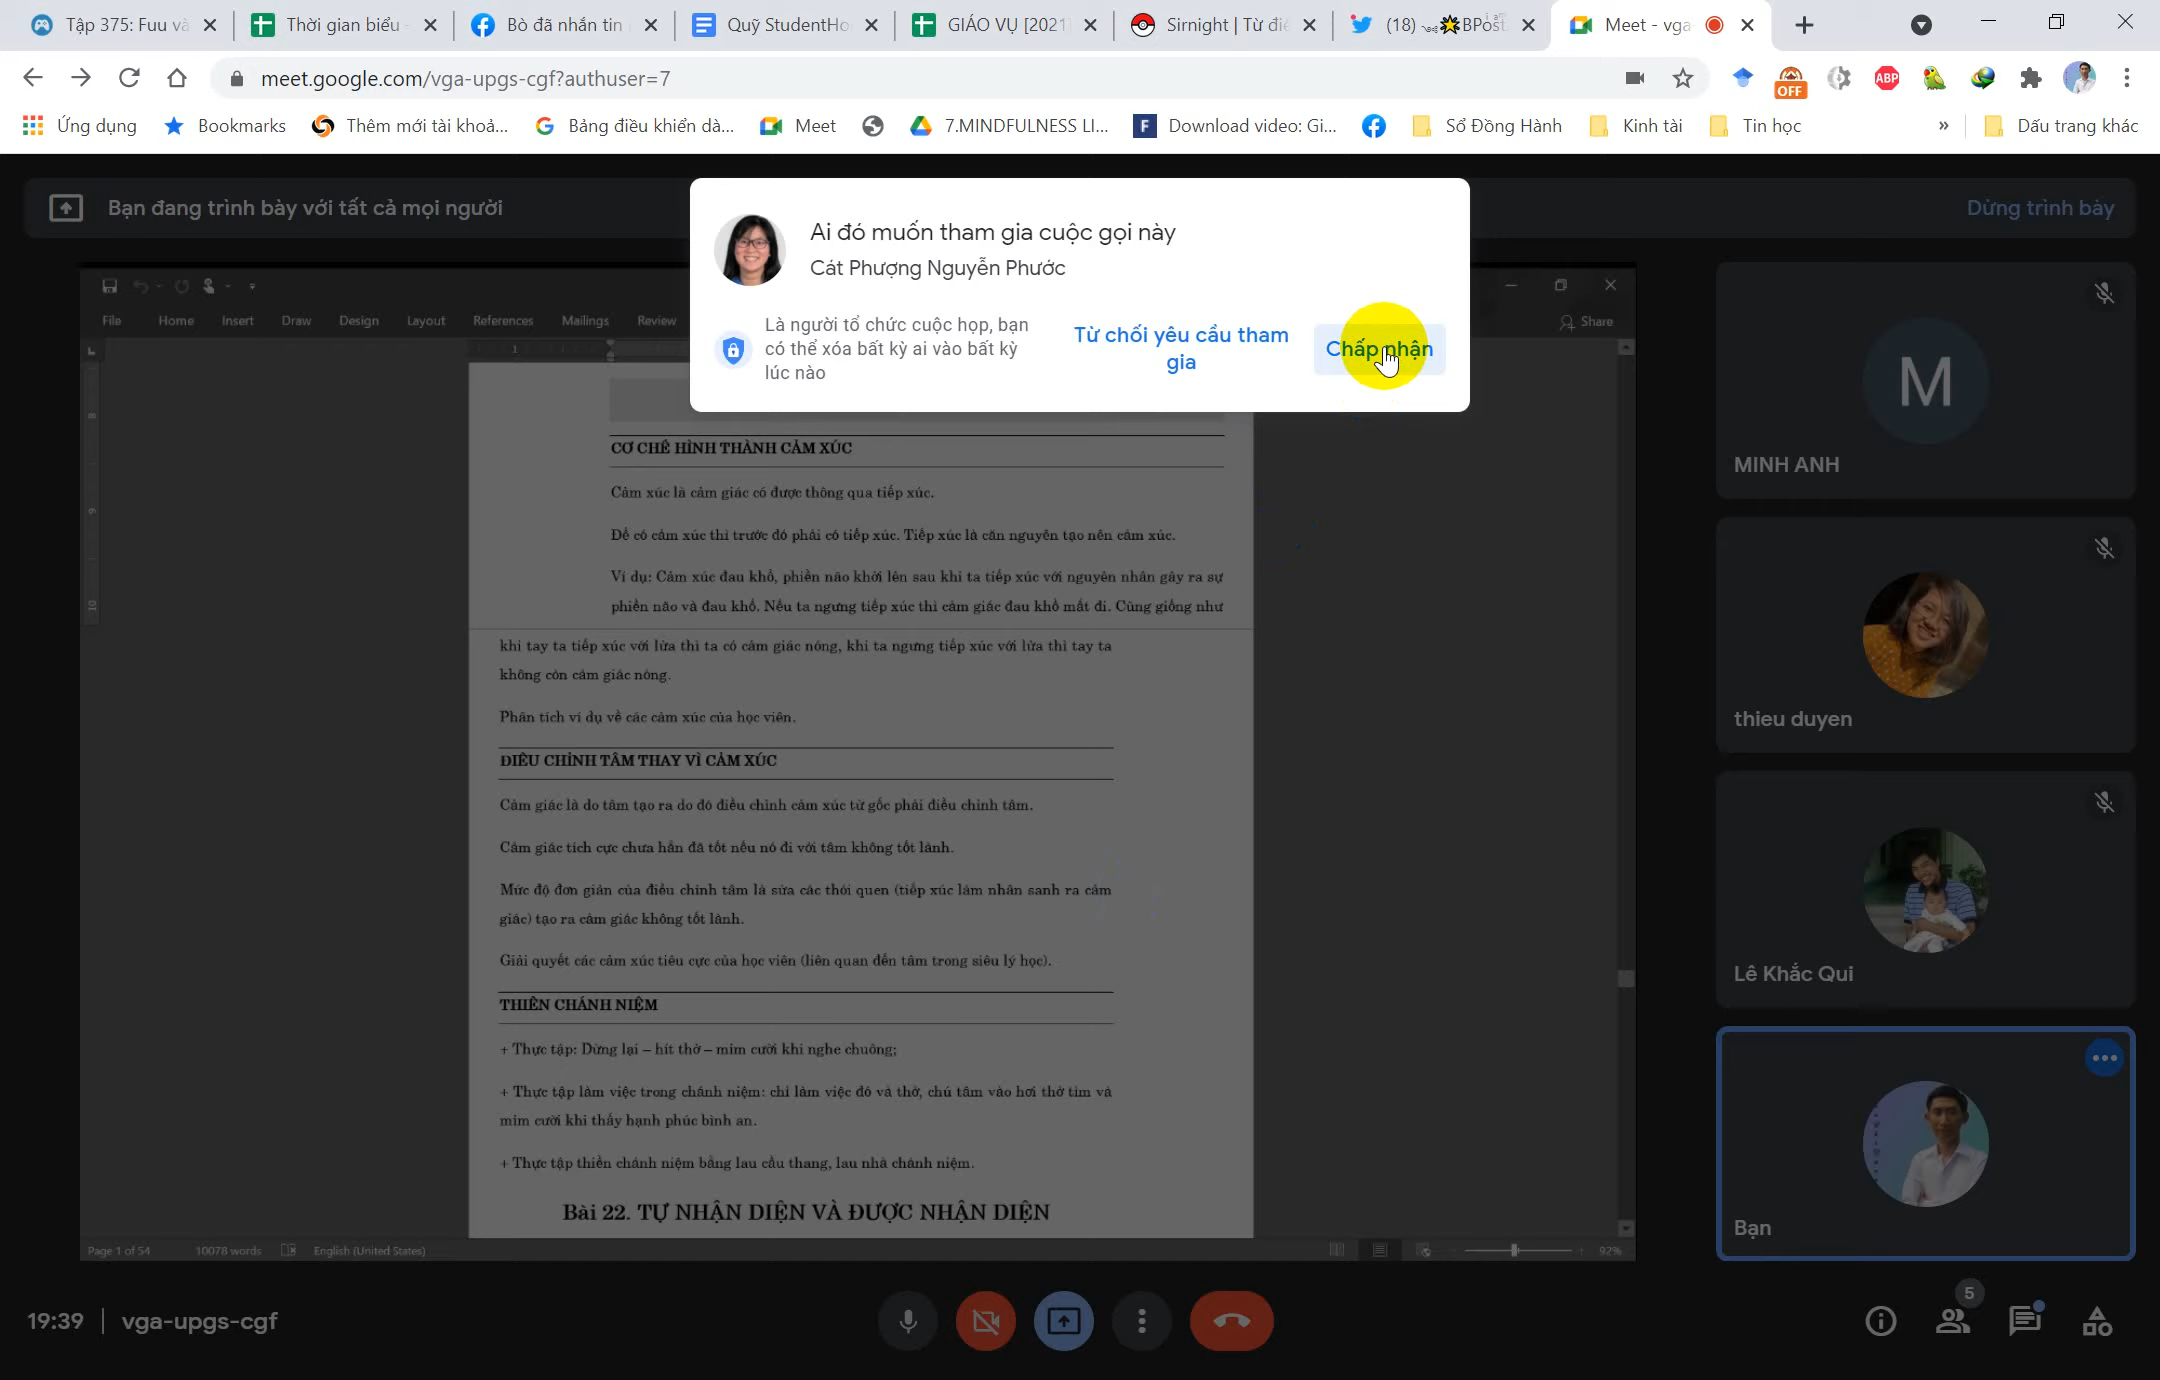 Tập 375: Fuu và
Thời gian biểu -
Bò đã nhắn tin
Quỹ StudentHo
GIÁO VỤ [2021
Sirnight | Từ điể
(18) BPost
Meet - vga-
meet.google.com/vga-upgs-cgf?authuser=7
OFF
ABP
Ứng dụng
Bookmarks
Thêm mới tài khoả...
Bảng điều khiển dà...
Meet
7.MINDFULNESS LI...
Download video: Gi...
Sổ Đồng Hành
Kinh tài
Tin học
»
Dấu trang khác
Bạn đang trình bày với tất cả mọi người
Dừng trình bày
Ai đó muốn tham gia cuộc gọi này
Cát Phượng Nguyễn Phước
Là người tổ chức cuộc họp, bạn
có thể xóa bất kỳ ai vào bất kỳ
lúc nào
Từ chối yêu cầu tham
gia
Chấp nhận
File Home Insert Draw Design Layout References Mailings Review
Share
CƠ CHẾ HÌNH THÀNH CẢM XÚC
Cảm xúc là cảm giác có được thông qua tiếp xúc.
Để có cảm xúc thì trước đó phải có tiếp xúc. Tiếp xúc là căn nguyên tạo nên cảm xúc.
Ví dụ: Cảm xúc đau khổ, phiền não khởi lên sau khi ta tiếp xúc với nguyên nhân gây ra sự
phiền não và đau khổ. Nếu ta ngưng tiếp xúc thì cảm giác đau khổ mất đi. Cũng giống như
khi tay ta tiếp xúc với lửa thì ta có cảm giác nóng, khi ta ngưng tiếp xúc với lửa thì tay ta
không còn cảm giác nóng.
Phân tích ví dụ về các cảm xúc của học viên.
ĐIỀU CHỈNH TÂM THAY VÌ CẢM XÚC
Cảm giác là do tâm tạo ra do đó điều chỉnh cảm xúc từ gốc phải điều chỉnh tâm.
Cảm giác tích cực chưa hẳn đã tốt nếu nó đi với tâm không tốt lành.
Mức độ đơn giản của điều chỉnh tâm là sửa các thói quen (tiếp xúc làm nhân sanh ra cảm
giác) tạo ra cảm giác không tốt lành.
Giải quyết các cảm xúc tiêu cực của học viên (liên quan đến tâm trong siêu lý học).
THIỀN CHÁNH NIỆM
+ Thực tập: Dừng lại – hít thở – mỉm cười khi nghe chuông;
+ Thực tập làm việc trong chánh niệm: chỉ làm việc đó và thở, chú tâm vào hơi thở tim và
mỉm cười khi thấy hạnh phúc bình an.
+ Thực tập thiền chánh niệm bằng lau cầu thang, lau nhà chánh niệm.
Bài 22. TỰ NHẬN DIỆN VÀ ĐƯỢC NHẬN DIỆN
Page 1 of 54
10078 words
English (United States)
92%
M
MINH ANH
thieu duyen
Lê Khắc Qui
Bạn
19:39 | vga-upgs-cgf
5